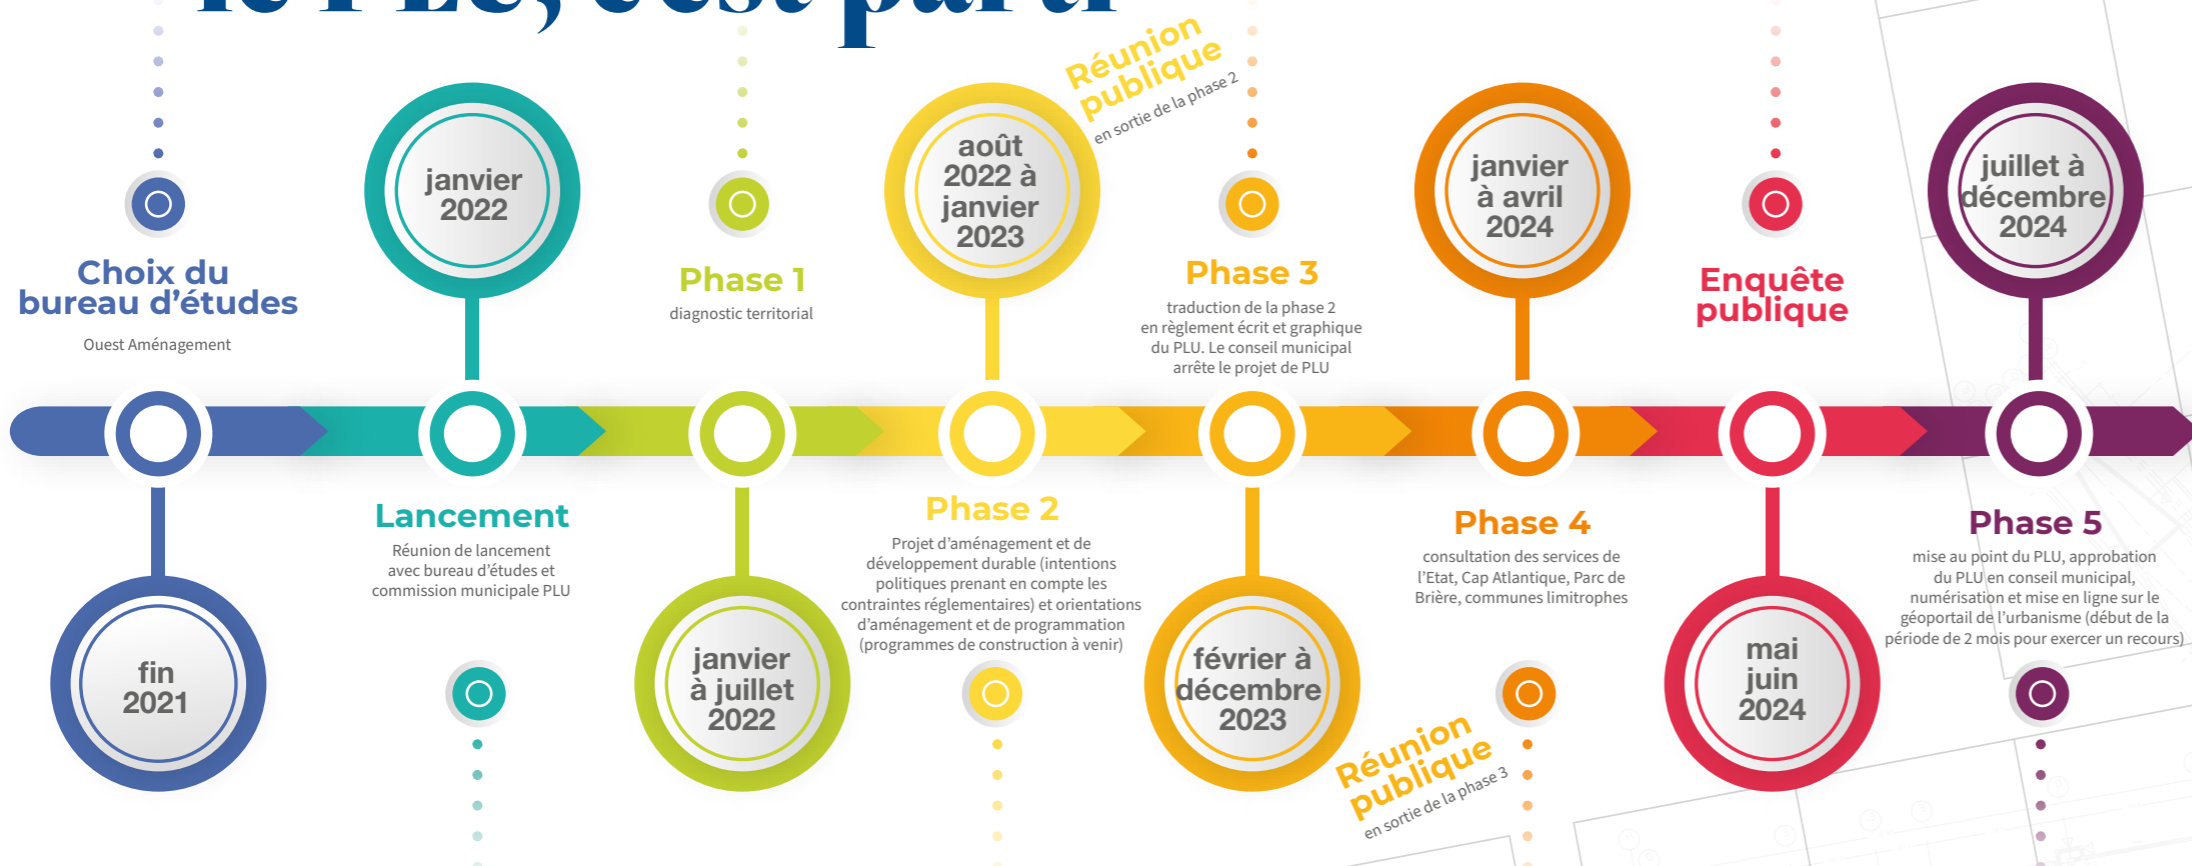 le PLU, c'est parti
Choix du
bureau d’études
Ouest Aménagement
fin
2021
janvier
2022
Lancement
Réunion de lancement
avec bureau d’études et
commission municipale PLU
Phase 1
diagnostic territorial
janvier
à juillet
2022
août
2022 à
janvier
2023
Phase 2
Projet d’aménagement et de
développement durable (intentions
politiques prenant en compte les
contraintes réglementaires) et orientations
d’aménagement et de programmation
(programmes de construction à venir)
Réunion
publique
en sortie de la phase 2
Phase 3
traduction de la phase 2
en règlement écrit et graphique
du PLU. Le conseil municipal
arrête le projet de PLU
février à
décembre
2023
Réunion
publique
en sortie de la phase 3
janvier
à avril
2024
Phase 4
consultation des services de
l’Etat, Cap Atlantique, Parc de
Brière, communes limitrophes
Enquête
publique
mai
juin
2024
juillet à
décembre
2024
Phase 5
mise au point du PLU, approbation
du PLU en conseil municipal,
numérisation et mise en ligne sur le
géoportail de l’urbanisme (début de la
période de 2 mois pour exercer un recours)